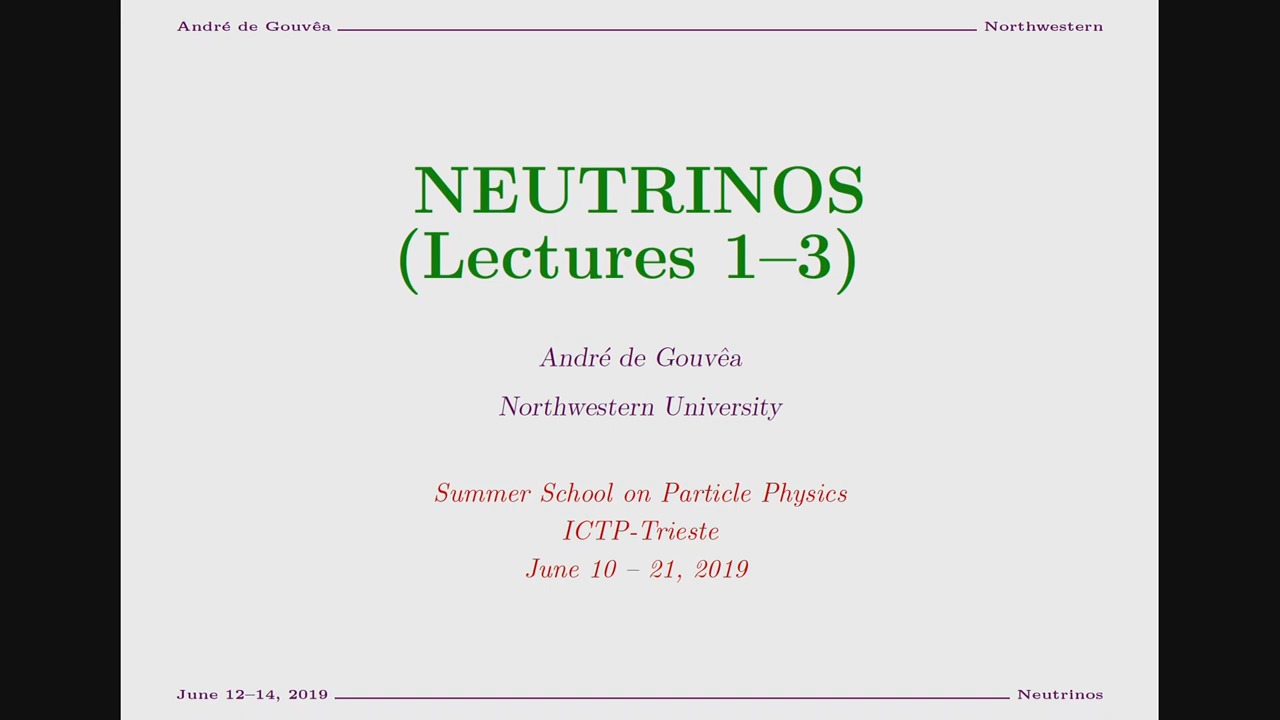 André de Gouvêa
Northwestern
NEUTRINOS
(Lectures 1–3)
André de Gouvêa
Northwestern University
Summer School on Particle Physics
ICTP-Trieste
June 10 – 21, 2019
June 12–14, 2019
Neutrinos